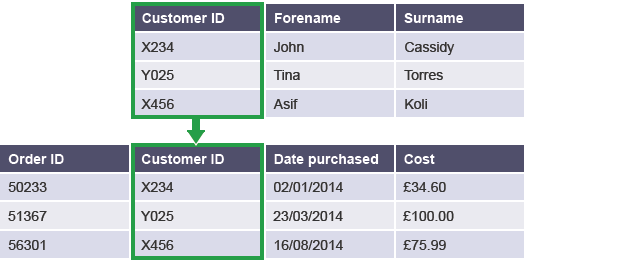 Customer ID Forename Surname
X234 John Cassidy
Y025 Tina Torres
X456 Asif Koli
Order ID Customer ID Date purchased Cost
50233 X234 02/01/2014 £34.60
51367 Y025 23/03/2014 £100.00
56301 X456 16/08/2014 £75.99